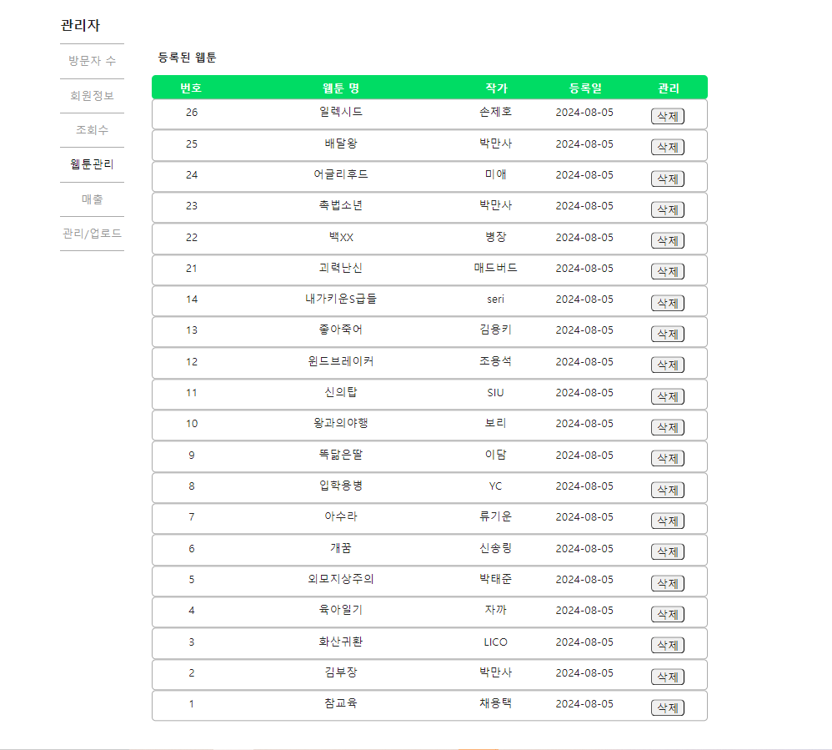 관리자
방문자 수
회원정보
조회수
웹툰관리
매출
관리/업로드
등록된 웹툰
번호 웹툰 명 작가 등록일 관리
26 일렉시드 손제호 2024-08-05 삭제
25 배달왕 박만사 2024-08-05 삭제
24 어글리후드 미애 2024-08-05 삭제
23 촉법소년 박만사 2024-08-05 삭제
22 백XX 병장 2024-08-05 삭제
21 괴력난신 매드버드 2024-08-05 삭제
14 내가키운S급들 seri 2024-08-05 삭제
13 좋아죽어 김용키 2024-08-05 삭제
12 윈드브레이커 조용석 2024-08-05 삭제
11 신의탑 SIU 2024-08-05 삭제
10 왕과의야행 보리 2024-08-05 삭제
9 똑닮은딸 이담 2024-08-05 삭제
8 입학용병 YC 2024-08-05 삭제
7 아수라 류기운 2024-08-05 삭제
6 개꿈 신송링 2024-08-05 삭제
5 외모지상주의 박태준 2024-08-05 삭제
4 육아일기 자까 2024-08-05 삭제
3 화산귀환 LICO 2024-08-05 삭제
2 김부장 박만사 2024-08-05 삭제
1 참교육 채용택 2024-08-05 삭제